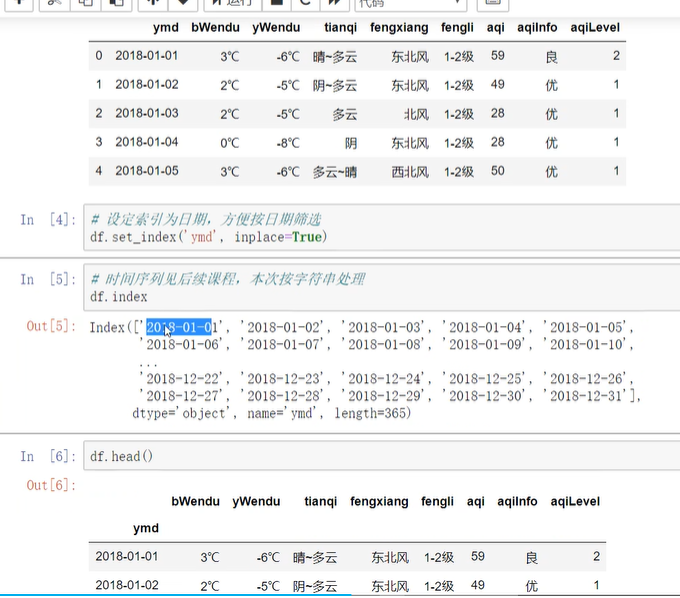 运行
代码
ymd bWendu yWendu tianqi fengxiang fengli aqi aqiInfo aqiLevel
0 2018-01-01 3℃ -6℃ 晴~多云 东北风 1-2级 59 良 2
1 2018-01-02 2℃ -5℃ 阴~多云 东北风 1-2级 49 优 1
2 2018-01-03 2℃ -5℃ 多云 北风 1-2级 28 优 1
3 2018-01-04 0℃ -8℃ 阴 东北风 1-2级 28 优 1
4 2018-01-05 3℃ -6℃ 多云~晴 西北风 1-2级 50 优 1
In [4]: # 设定索引为日期，方便按日期筛选
df.set_index('ymd', inplace=True)
In [5]: # 时间序列见后续课程，本次按字符串处理
df.index
Out[5]: Index(['2018-01-01', '2018-01-02', '2018-01-03', '2018-01-04', '2018-01-05',
'2018-01-06', '2018-01-07', '2018-01-08', '2018-01-09', '2018-01-10',
...
'2018-12-22', '2018-12-23', '2018-12-24', '2018-12-25', '2018-12-26',
'2018-12-27', '2018-12-28', '2018-12-29', '2018-12-30', '2018-12-31'],
dtype='object', name='ymd', length=365)
In [6]: df.head()
Out[6]:
bWendu yWendu tianqi fengxiang fengli aqi aqiInfo aqiLevel
ymd
2018-01-01 3℃ -6℃ 晴~多云 东北风 1-2级 59 良 2
2018-01-02 2℃ -5℃ 阴~多云 东北风 1-2级 49 优 1